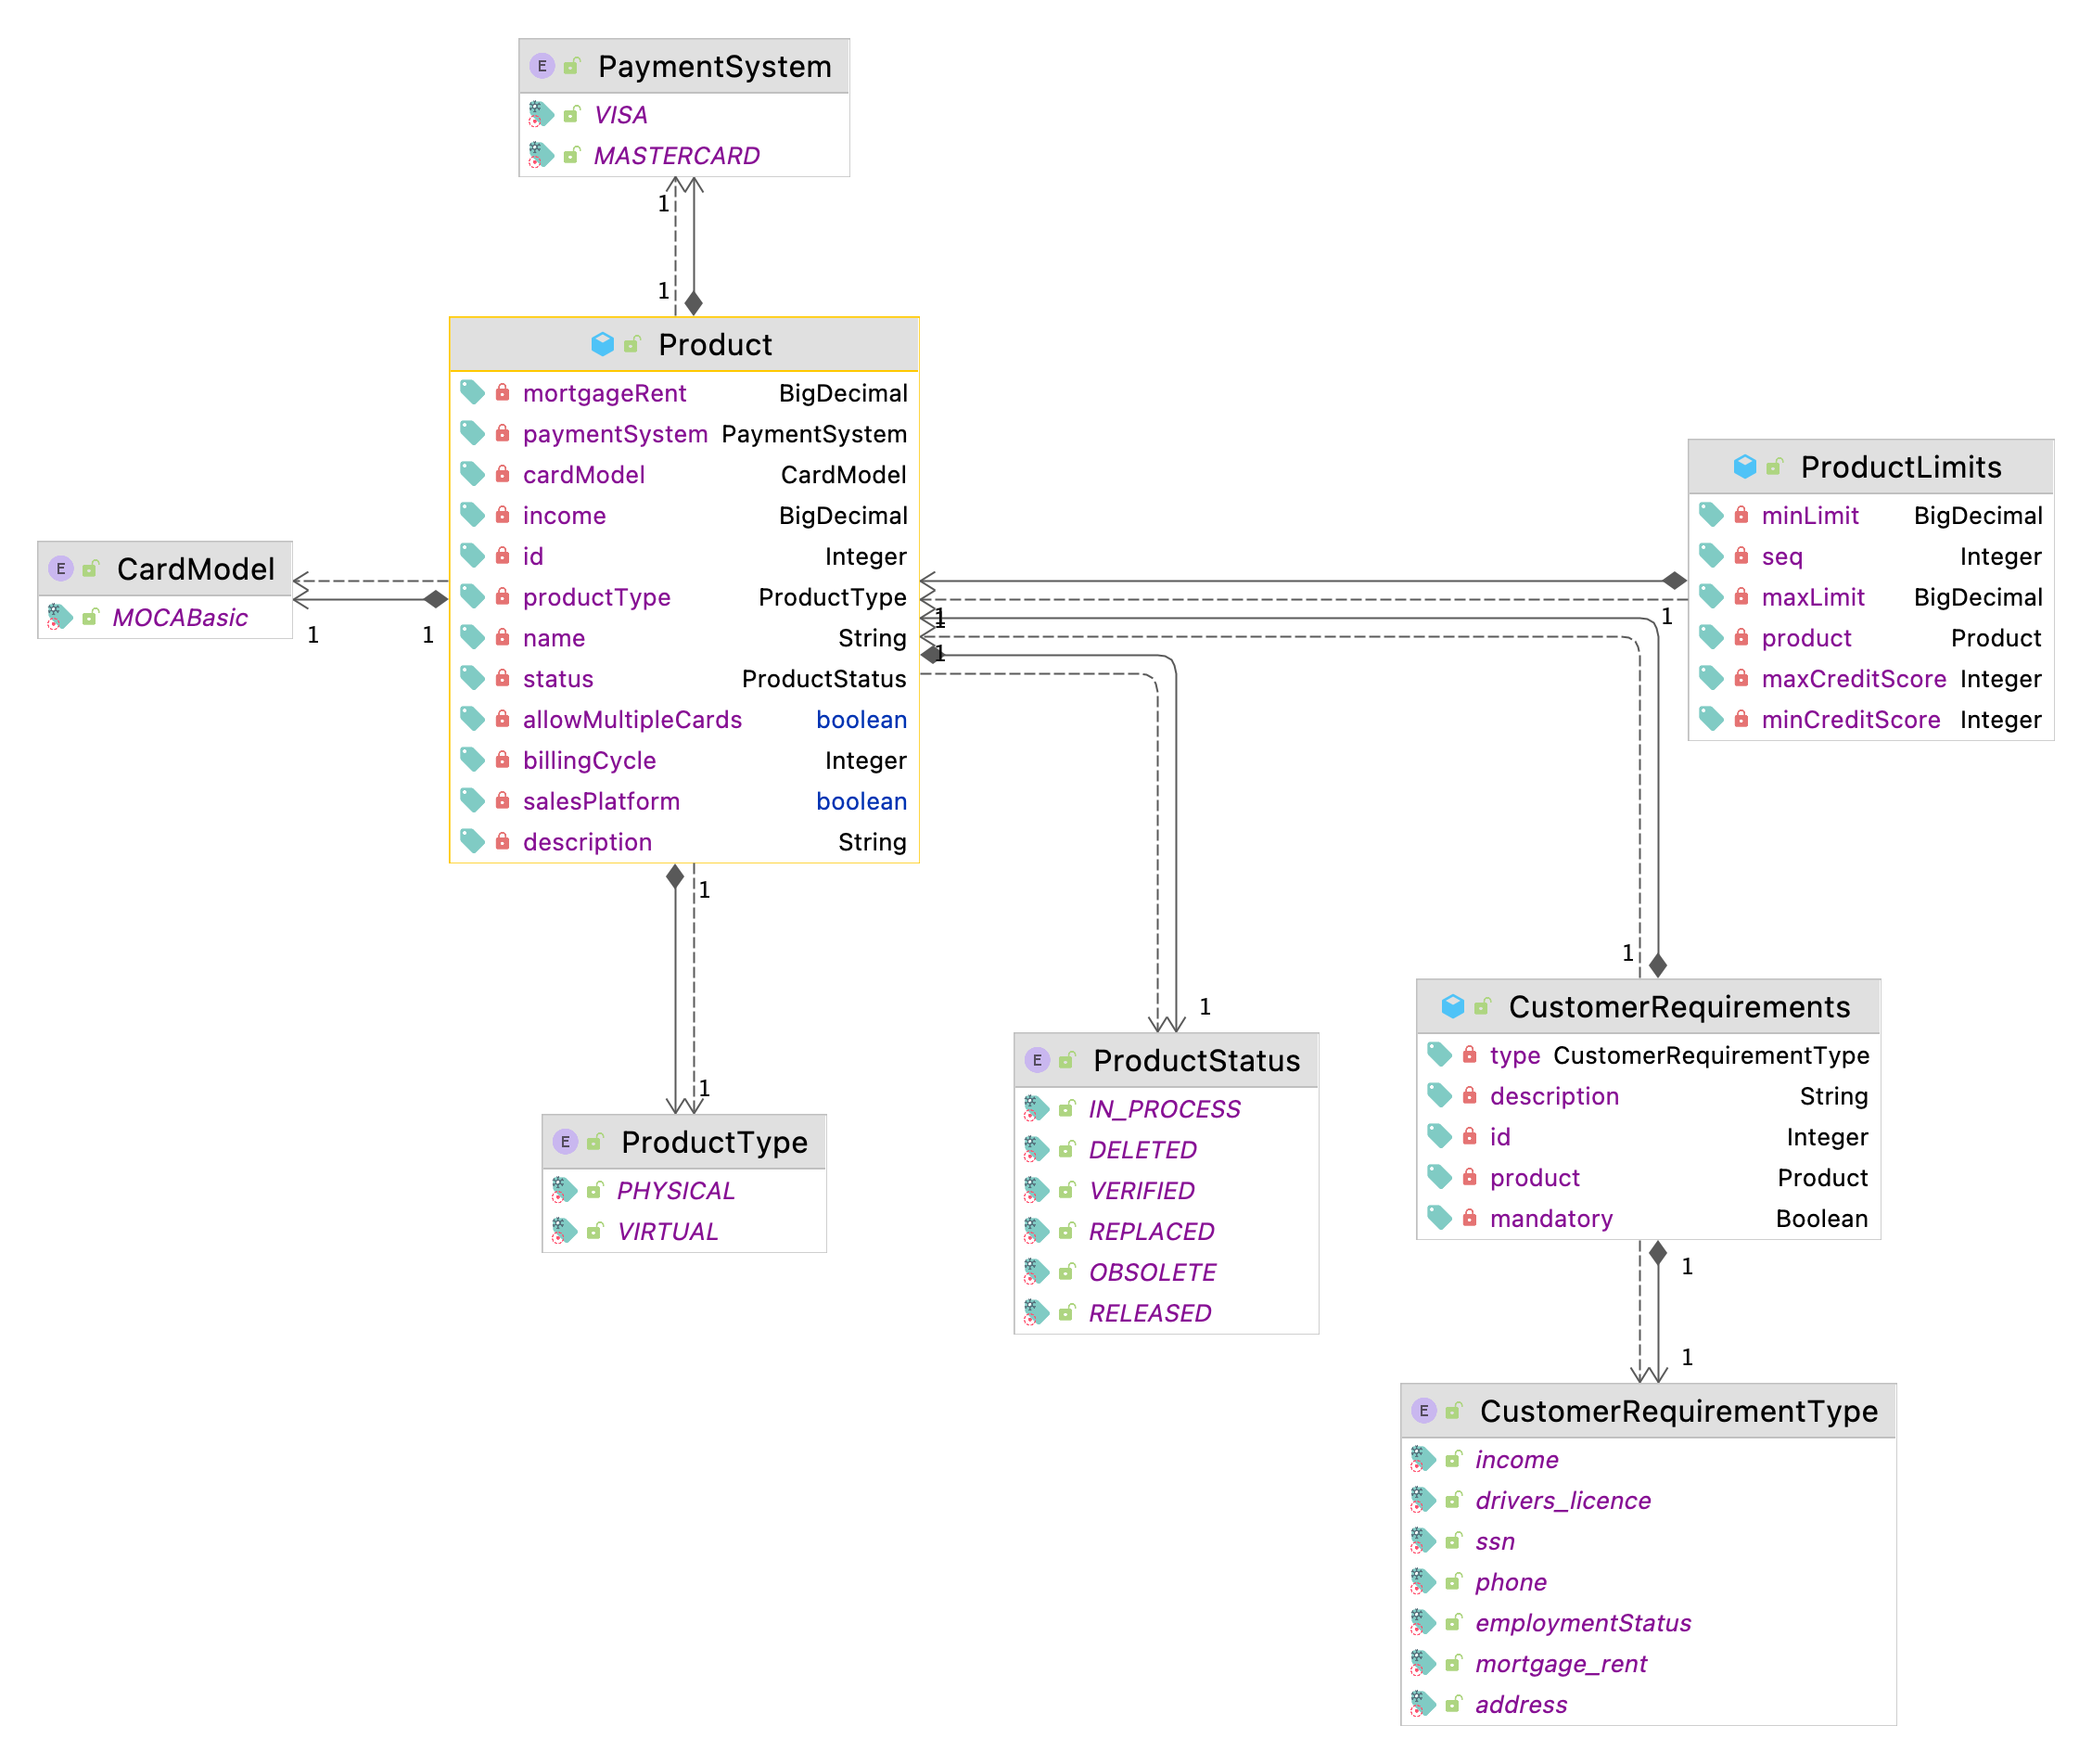 E PaymentSystem
VISA
MASTERCARD
1
1
Product
mortgageRent BigDecimal
paymentSystem PaymentSystem
cardModel CardModel
income BigDecimal
id Integer
productType ProductType
name String
status ProductStatus
allowMultipleCards boolean
billingCycle Integer
salesPlatform boolean
description String
E CardModel
MOCABasic
1
1
ProductLimits
minLimit BigDecimal
seq Integer
maxLimit BigDecimal
product Product
maxCreditScore Integer
minCreditScore Integer
1
1
1
1
1
1
1
E ProductType
PHYSICAL
VIRTUAL
E ProductStatus
IN_PROCESS
DELETED
VERIFIED
REPLACED
OBSOLETE
RELEASED
CustomerRequirements
type CustomerRequirementType
description String
id Integer
product Product
mandatory Boolean
1
1
E CustomerRequirementType
income
drivers_licence
ssn
phone
employmentStatus
mortgage_rent
address